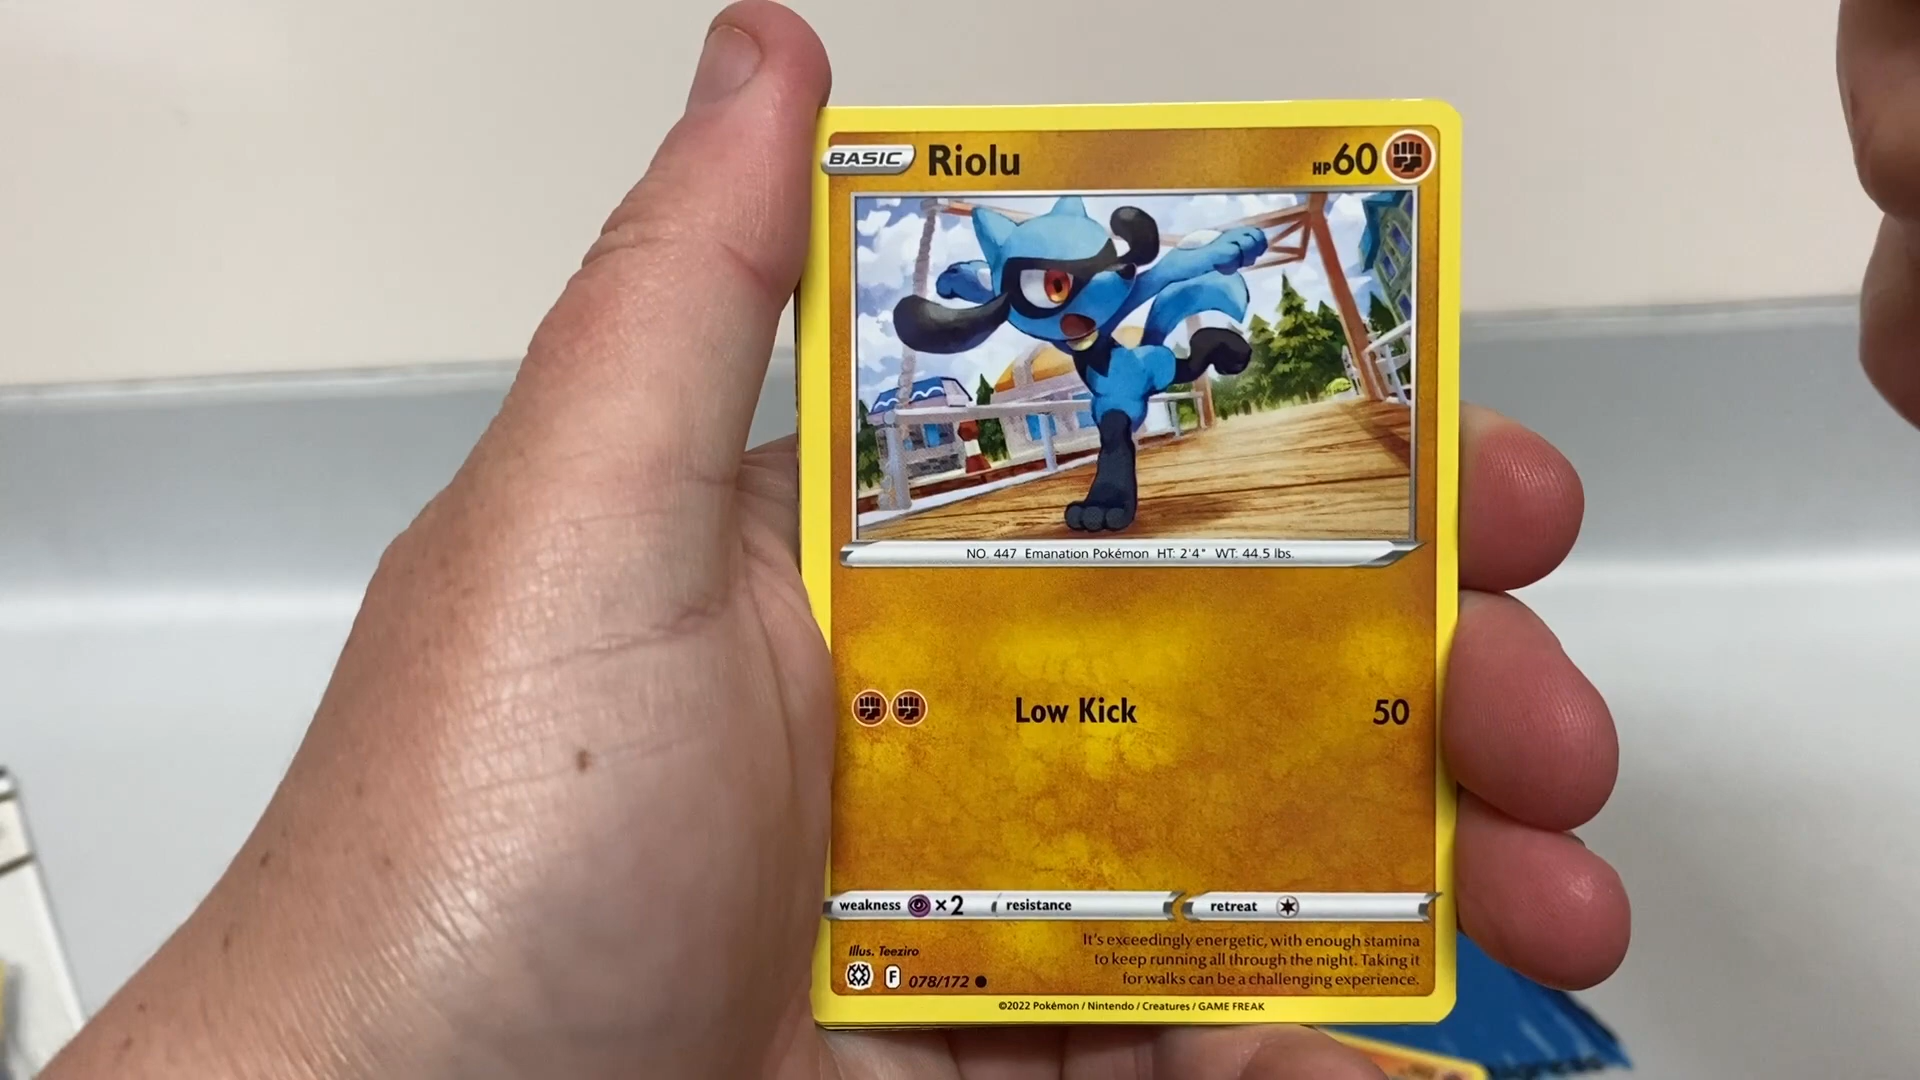 BASIC Riolu HP 60
NO. 447 Emanation Pokémon HT: 2'4" WT: 44.5 lbs.
Low Kick 50
weakness ×2 resistance retreat
Illus. Teeziro
It's exceedingly energetic, with enough stamina
to keep running all through the night. Taking it
for walks can be a challenging experience.
F 078/172
©2022 Pokémon / Nintendo / Creatures / GAME FREAK